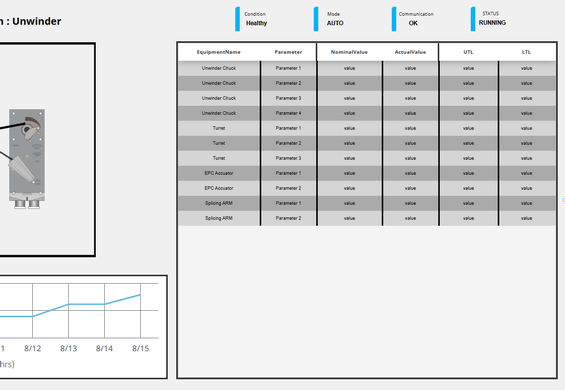 n : Unwinder
Condition
Healthy
Mode
AUTO
Communication
OK
STATUS
RUNNING
EquipmentName Parameter NominalValue ActualValue UTL LTL
Unwinder Chuck Parameter 1 value value value value
Unwinder Chuck Parameter 2 value value value value
Unwinder Chuck Parameter 3 value value value value
Unwinder Chuck Parameter 4 value value value value
Turret Parameter 1 value value value value
Turret Parameter 2 value value value value
Turret Parameter 3 value value value value
EPC Accuator Parameter 1 value value value value
EPC Accuator Parameter 2 value value value value
Splicing ARM Parameter 1 value value value value
Splicing ARM Parameter 2 value value value value
1 8/12 8/13 8/14 8/15
hrs)